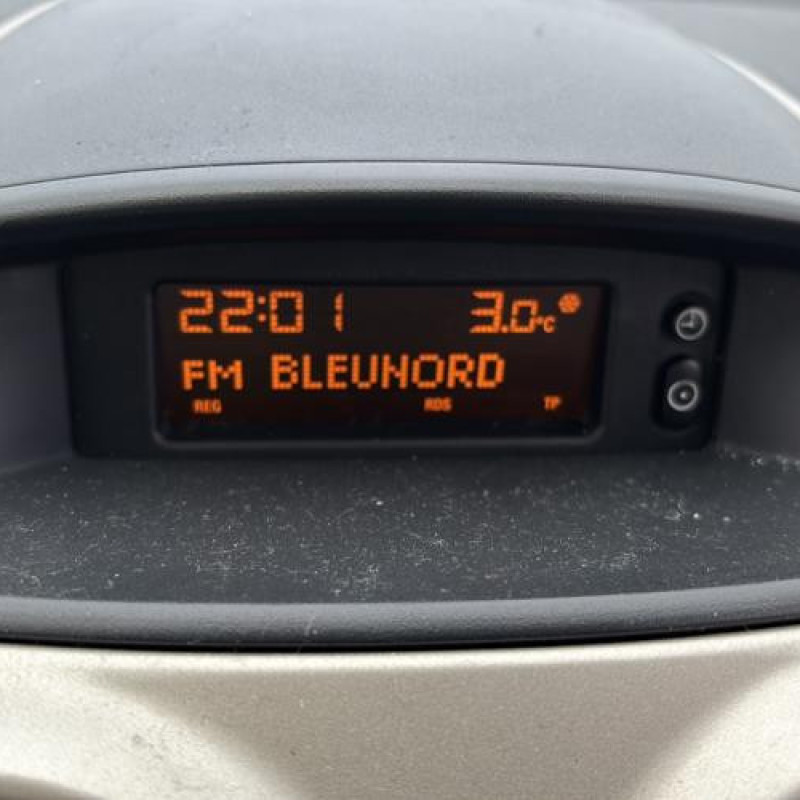 22:01 3.0°C
FM BLEUNORD
REG RDS TP